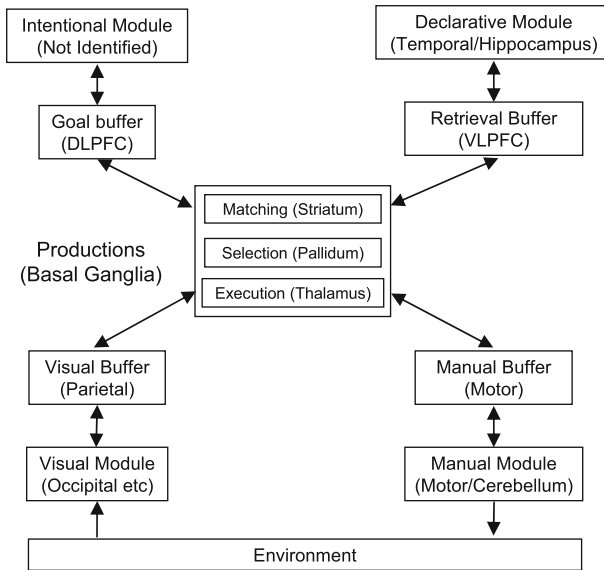 Intentional Module
(Not Identified)
Declarative Module
(Temporal/Hippocampus)
Goal buffer
(DLPFC)
Retrieval Buffer
(VLPFC)
Matching (Striatum)
Selection (Pallidum)
Execution (Thalamus)
Productions
(Basal Ganglia)
Visual Buffer
(Parietal)
Manual Buffer
(Motor)
Visual Module
(Occipital etc)
Manual Module
(Motor/Cerebellum)
Environment